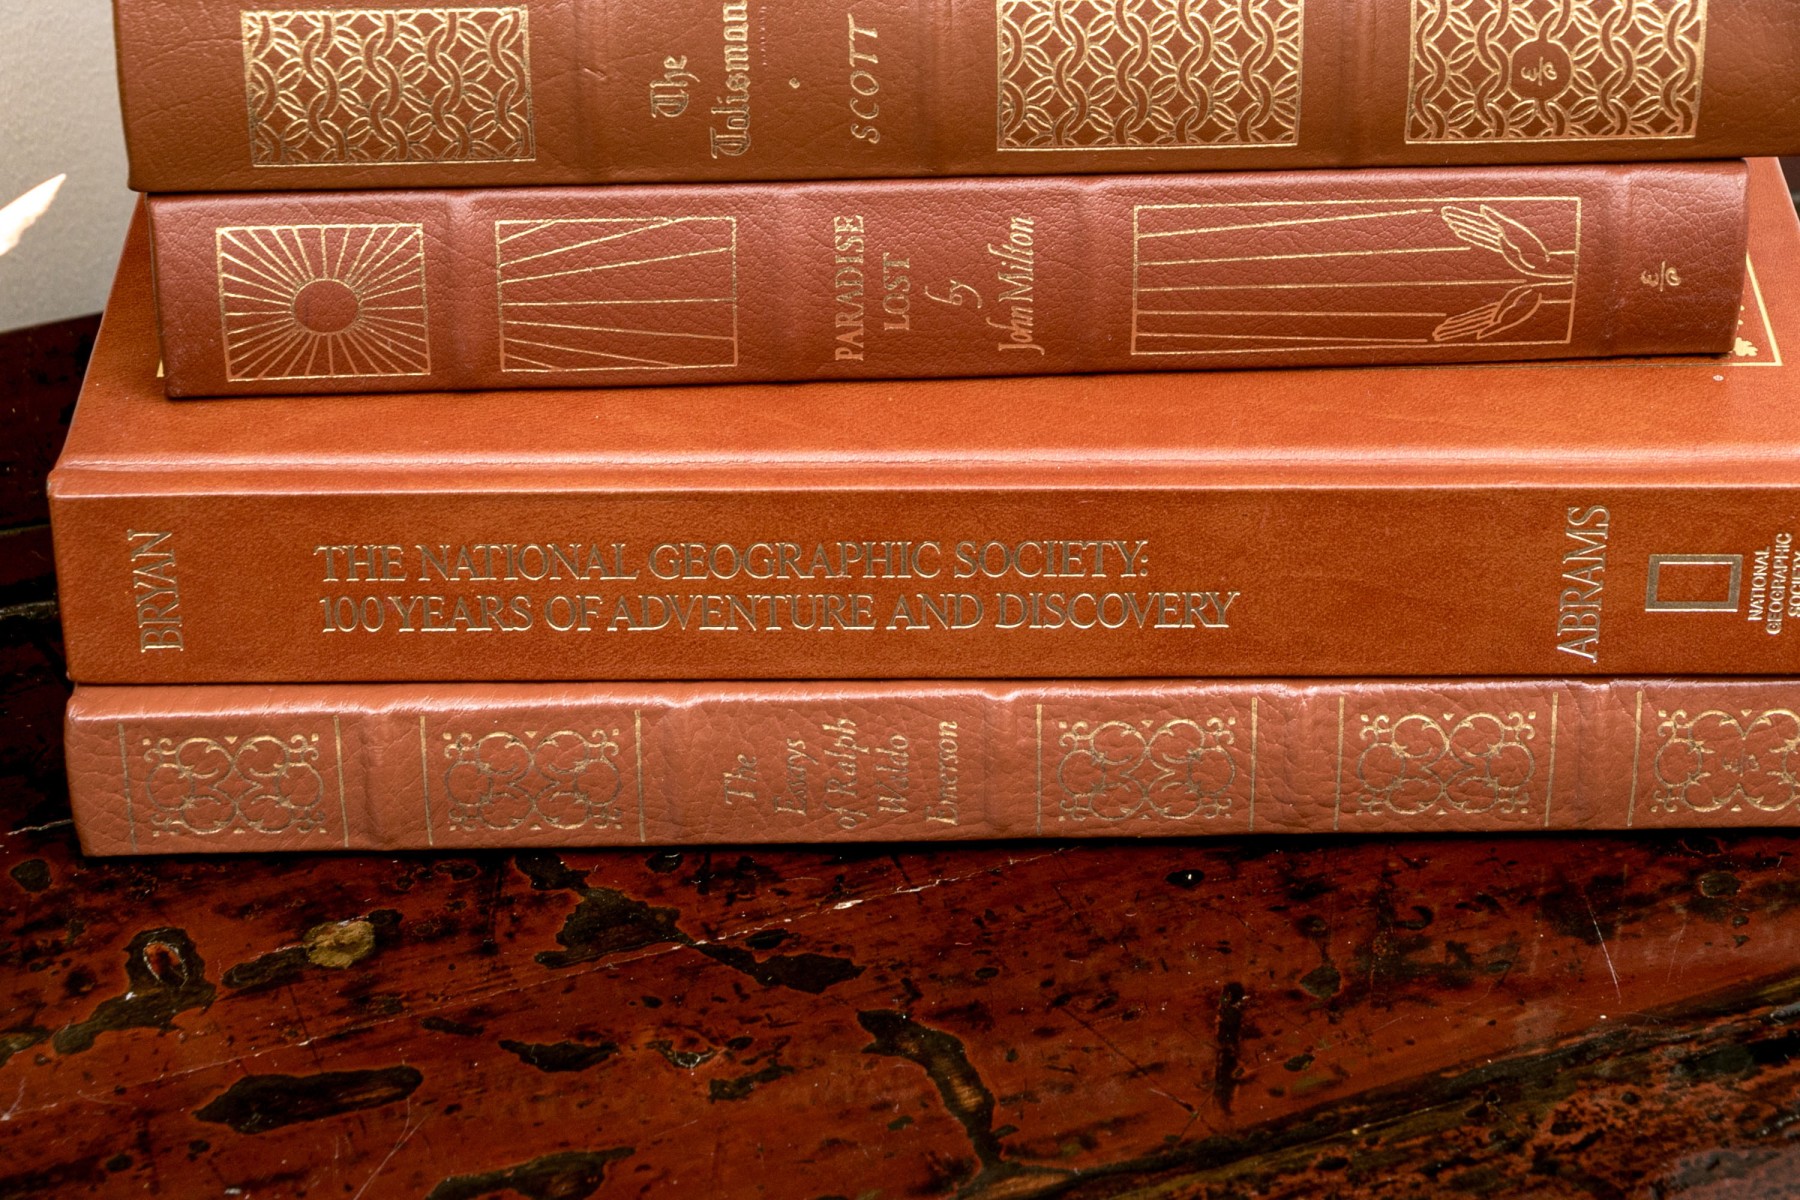 The
Talisman
SCOTT
PARADISE
LOST
by
John Milton
BRYAN
THE NATIONAL GEOGRAPHIC SOCIETY:
100 YEARS OF ADVENTURE AND DISCOVERY
ABRAMS
NATIONAL
GEOGRAPHIC
SOCIETY
The
Essays
of Ralph
Waldo
Emerson